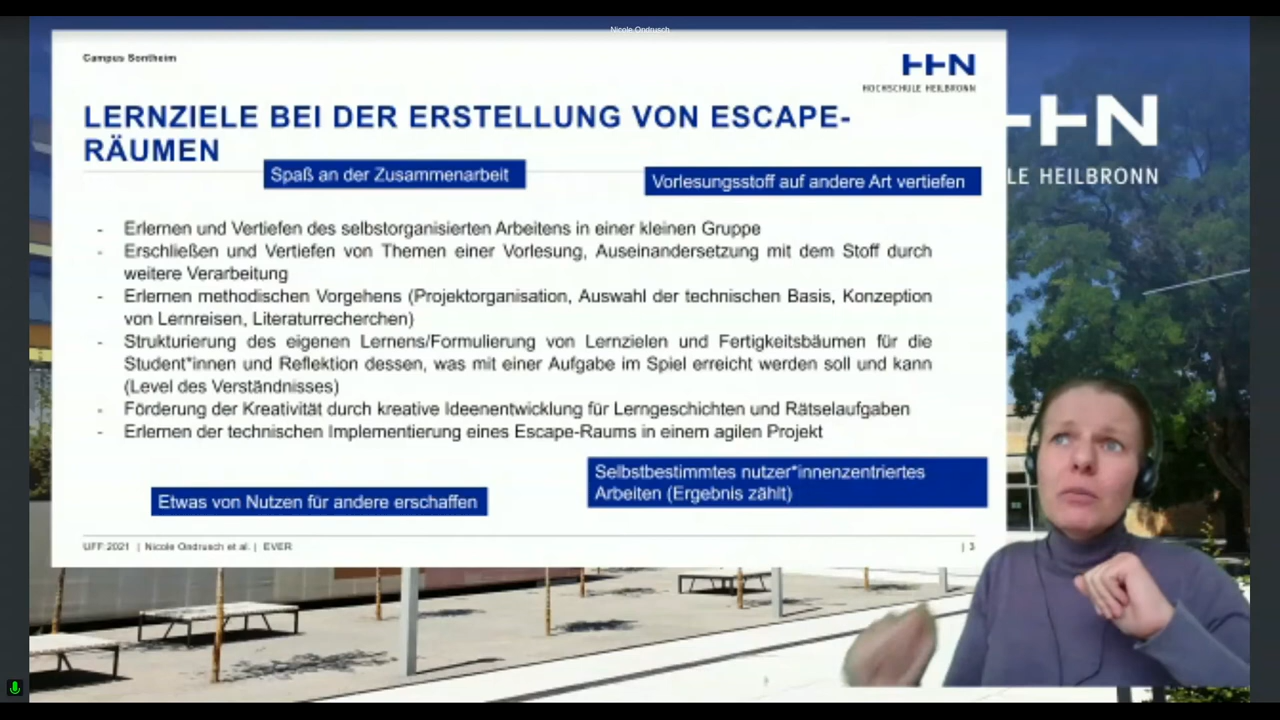 Nicole Ondrusch
Campus Sontheim
HHN
HOCHSCHULE HEILBRONN
LERNZIELE BEI DER ERSTELLUNG VON ESCAPE-
RÄUMEN
Spaß an der Zusammenarbeit
Vorlesungsstoff auf andere Art vertiefen
HN
LE HEILBRONN
- Erlernen und Vertiefen des selbstorganisierten Arbeitens in einer kleinen Gruppe
- Erschließen und Vertiefen von Themen einer Vorlesung, Auseinandersetzung mit dem Stoff durch
weitere Verarbeitung
- Erlernen methodischen Vorgehens (Projektorganisation, Auswahl der technischen Basis, Konzeption
von Lernreisen, Literaturrecherchen)
- Strukturierung des eigenen Lernens/Formulierung von Lernzielen und Fertigkeitsbäumen für die
Student*innen und Reflektion dessen, was mit einer Aufgabe im Spiel erreicht werden soll und kann
(Level des Verständnisses)
- Förderung der Kreativität durch kreative Ideenentwicklung für Lerngeschichten und Rätselaufgaben
- Erlernen der technischen Implementierung eines Escape-Raums in einem agilen Projekt
Selbstbestimmtes nutzer*innenzentriertes
Arbeiten (Ergebnis zählt)
Etwas von Nutzen für andere erschaffen
UFF 2021 | Nicole Ondrusch et al. | EVER
| 3